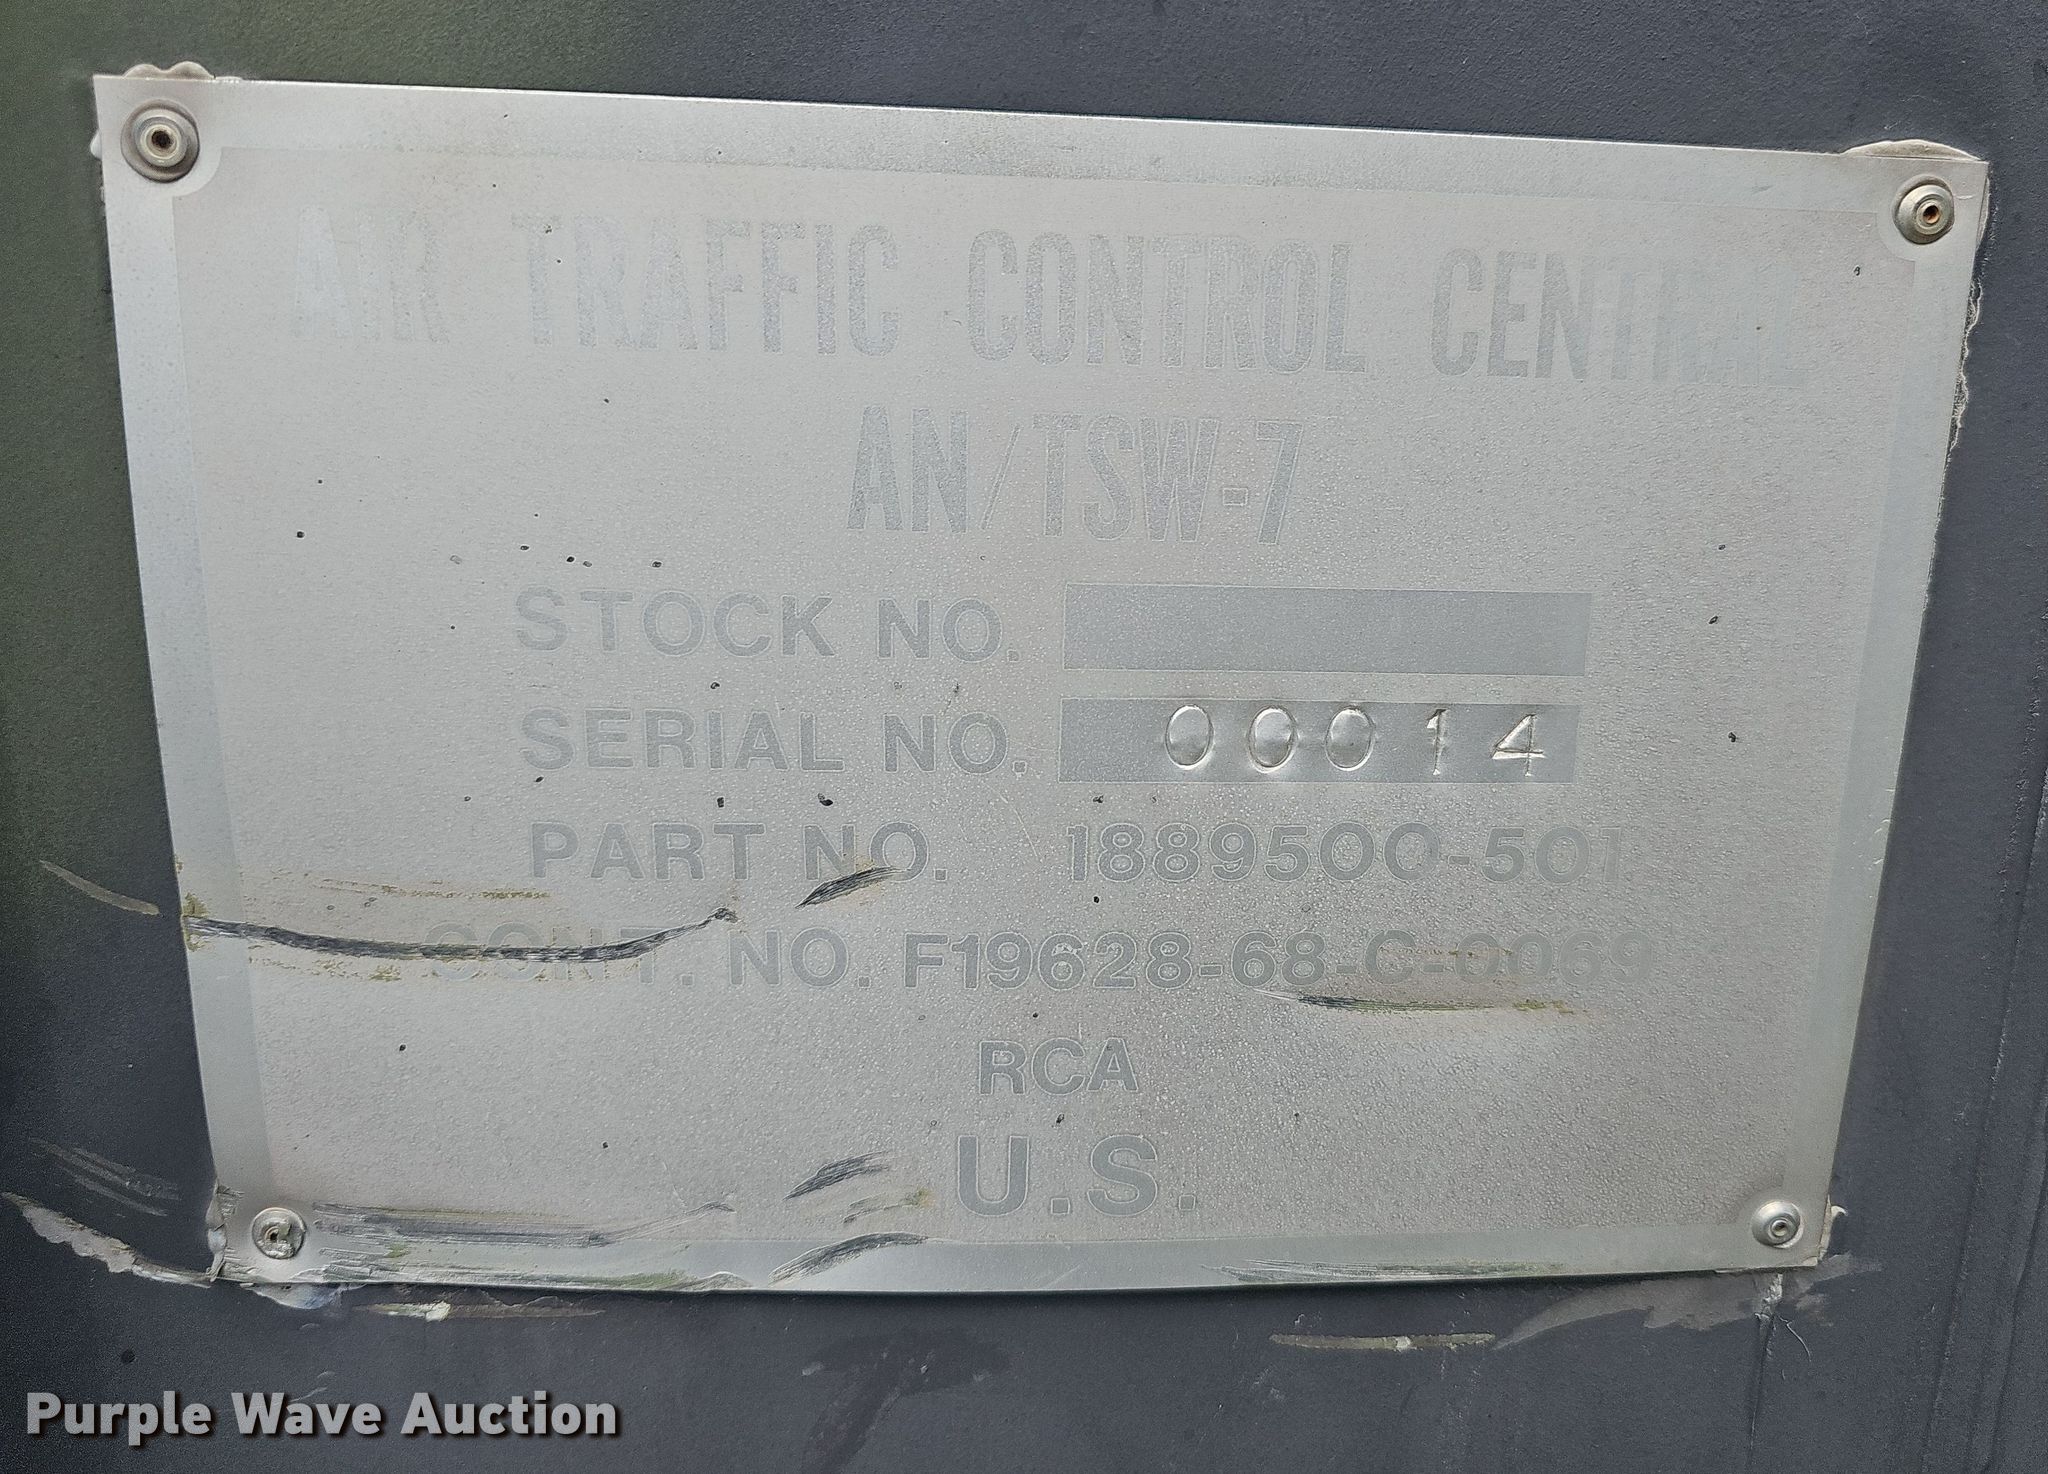 AIR TRAFFIC CONTROL CENTRAL
AN/TSW-7
STOCK NO.
SERIAL NO. 00014
PART NO. 1889500-501
CONT. NO. F19628-68-C-0069
RCA
U.S.
Purple Wave Auction